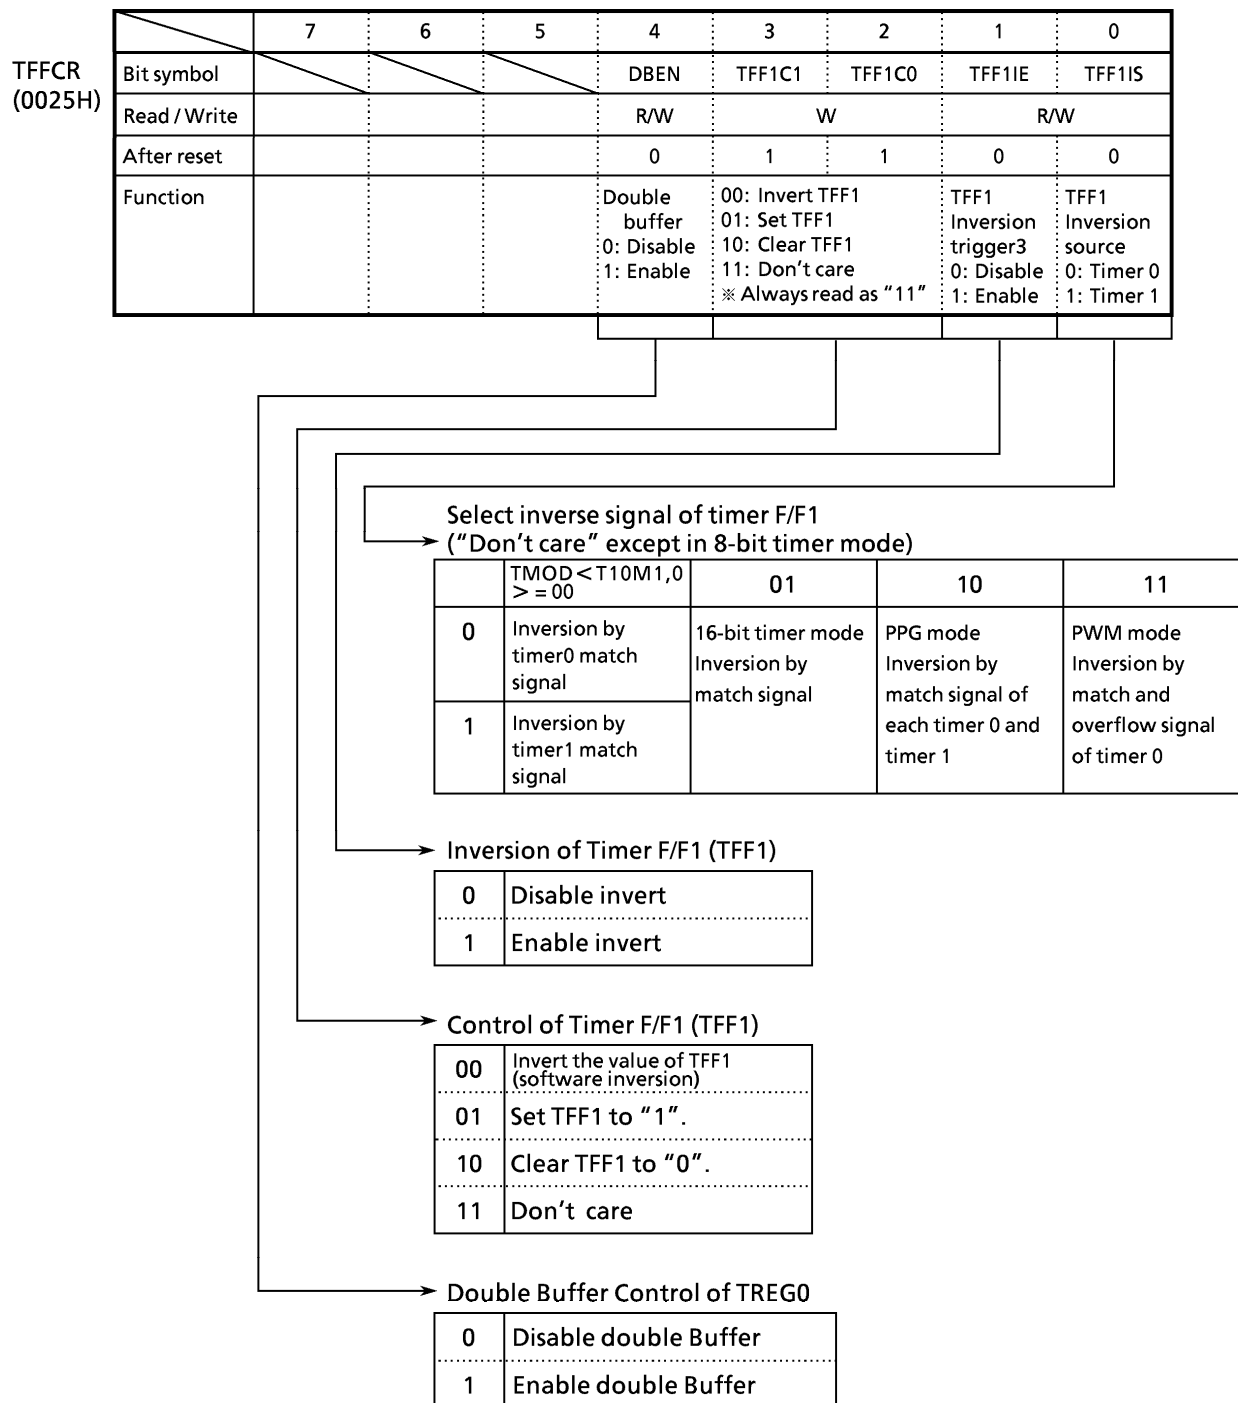 7 6 5 4 3 2 1 0
TFFCR
(0025H)
Bit symbol DBEN TFF1C1 TFF1C0 TFF1IE TFF1IS
Read / Write R/W W R/W
After reset 0 1 1 0 0
Function
Double
buffer
0: Disable
1: Enable
00: Invert TFF1
01: Set TFF1
10: Clear TFF1
11: Don't care
※ Always read as "11"
TFF1
Inversion
trigger3
0: Disable
1: Enable
TFF1
Inversion
source
0: Timer 0
1: Timer 1
Select inverse signal of timer F/F1
("Don't care" except in 8-bit timer mode)
TMOD<T10M1,0
> = 00
01 10 11
0
Inversion by
timer0 match
signal
1
Inversion by
timer1 match
signal
16-bit timer mode
Inversion by
match signal
PPG mode
Inversion by
match signal of
each timer 0 and
timer 1
PWM mode
Inversion by
match and
overflow signal
of timer 0
Inversion of Timer F/F1 (TFF1)
0 Disable invert
1 Enable invert
Control of Timer F/F1 (TFF1)
00 Invert the value of TFF1
(software inversion)
01 Set TFF1 to "1".
10 Clear TFF1 to "0".
11 Don't care
Double Buffer Control of TREG0
0 Disable double Buffer
1 Enable double Buffer